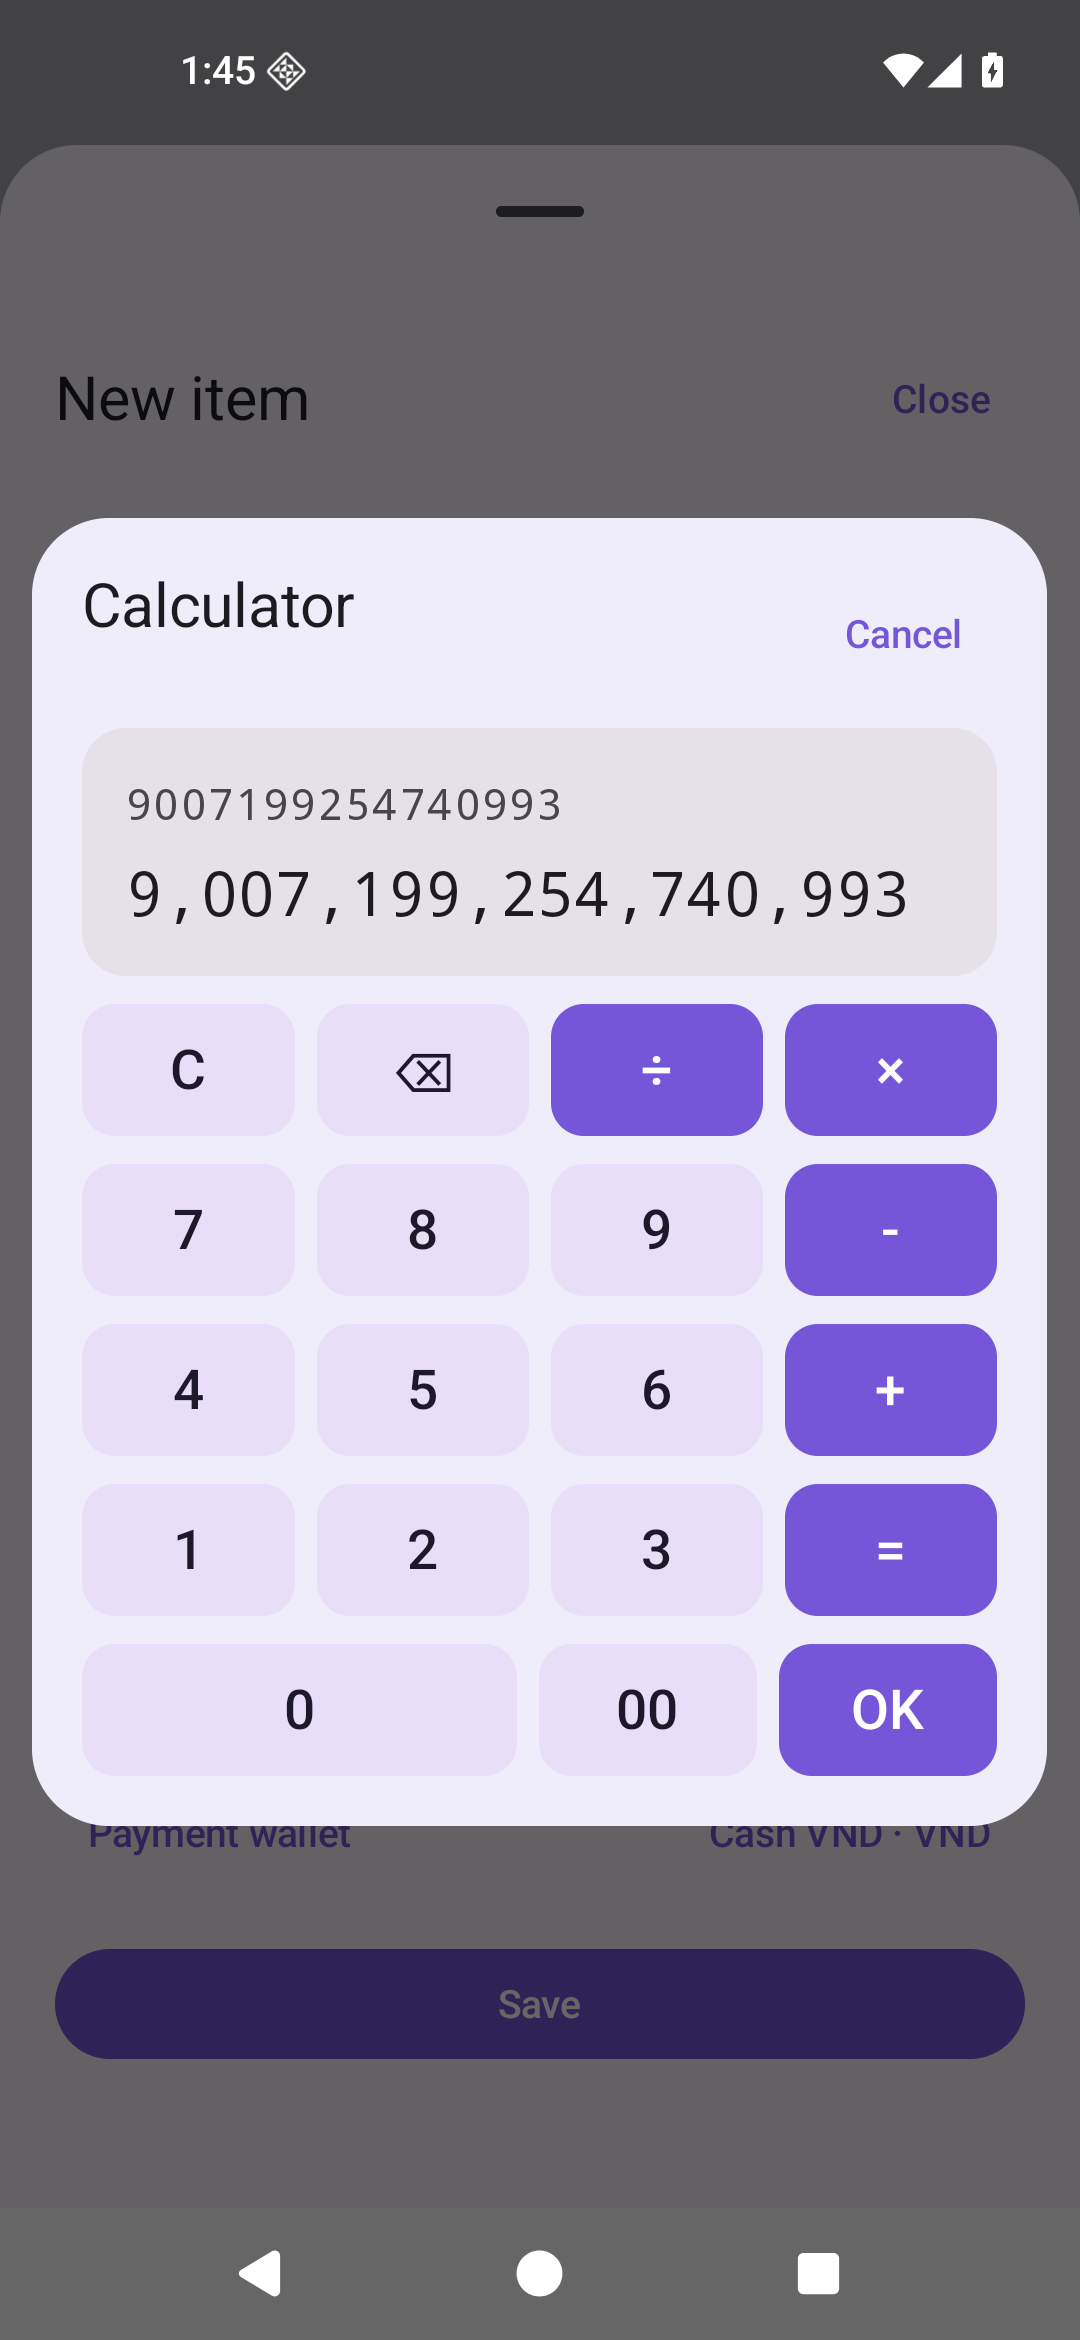 1:45
New item
Close
Calculator
Cancel
9007199254740993
9,007,199,254,740,993
C
÷
×
7
8
9
-
4
5
6
+
1
2
3
=
0
00
OK
Payment wallet
Cash VND · VND
Save